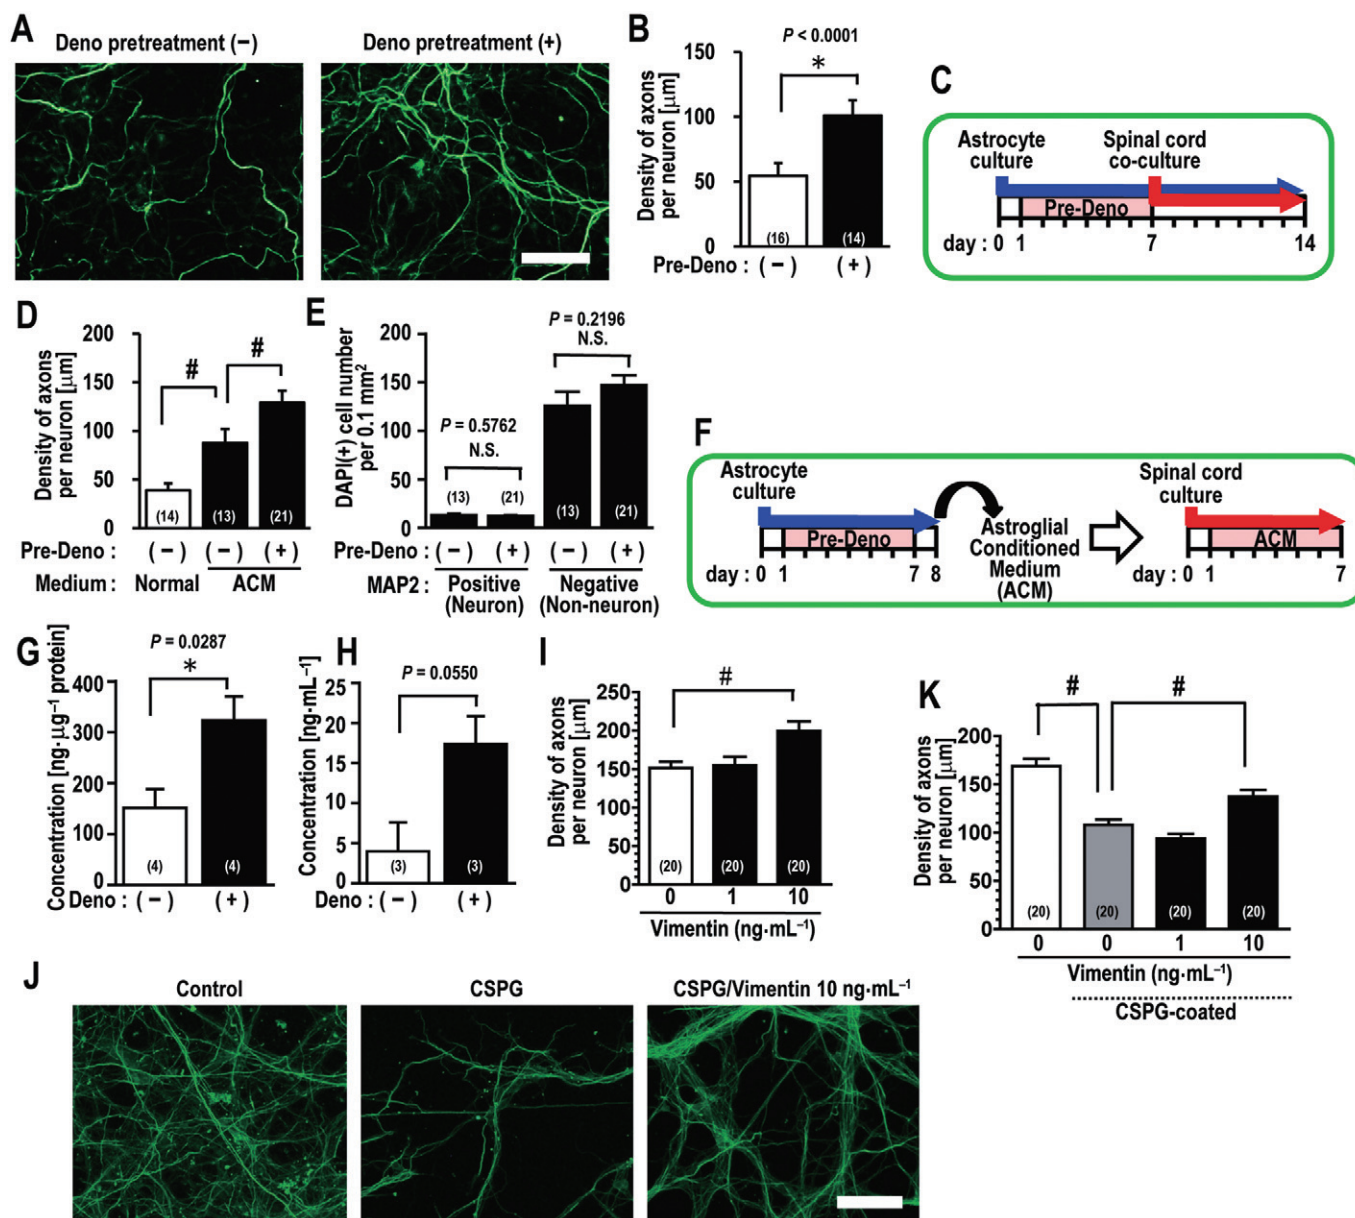 A
Deno pretreatment (−)
Deno pretreatment (+)
B
P < 0.0001
*
Density of axons
per neuron [μm]
150
100
50
0
(16)
(14)
Pre-Deno : (−) (+)
C
Astrocyte
culture
Spinal cord
co-culture
Pre-Deno
day : 0 1 7 14
D
Density of axons
per neuron [μm]
200
150
100
50
0
#
#
(14)
(13)
(21)
Pre-Deno : (−) (−) (+)
Medium : Normal ACM
E
DAPI(+) cell number
per 0.1 mm²
200
150
100
50
0
P = 0.5762
N.S.
P = 0.2196
N.S.
(13)
(21)
(13)
(21)
Pre-Deno : (−) (+) (−) (+)
MAP2 : Positive Negative
(Neuron) (Non-neuron)
F
Astrocyte
culture
Pre-Deno
day : 0 1 7 8
Astroglial
Conditioned
Medium
(ACM)
Spinal cord
culture
ACM
day : 0 1 7
G
P = 0.0287
*
Concentration [ng·μg⁻¹ protein]
400
300
200
100
0
(4)
(4)
Deno : (−) (+)
H
P = 0.0550
Concentration [ng·mL⁻¹]
25
20
15
10
5
0
(3)
(3)
Deno : (−) (+)
I
Density of axons
per neuron [μm]
250
200
150
100
50
0
#
(20)
(20)
(20)
0 1 10
Vimentin (ng·mL⁻¹)
K
Density of axons
per neuron [μm]
200
150
100
50
0
#
#
(20)
(20)
(20)
(20)
0 0 1 10
Vimentin (ng·mL⁻¹)
CSPG-coated
J
Control
CSPG
CSPG/Vimentin 10 ng·mL⁻¹